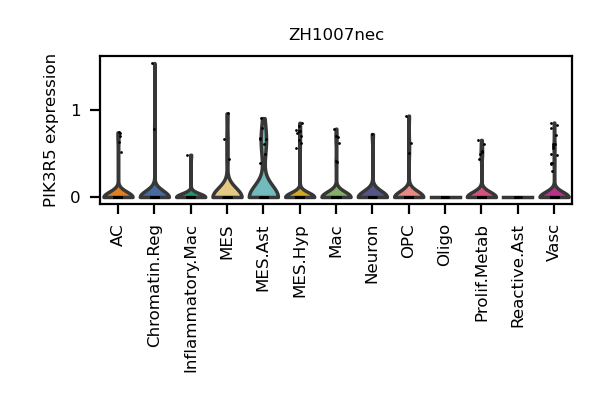 ZH1007nec
PIK3R5 expression
1
0
AC
Chromatin.Reg
Inflammatory.Mac
MES
MES.Ast
MES.Hyp
Mac
Neuron
OPC
Oligo
Prolif.Metab
Reactive.Ast
Vasc